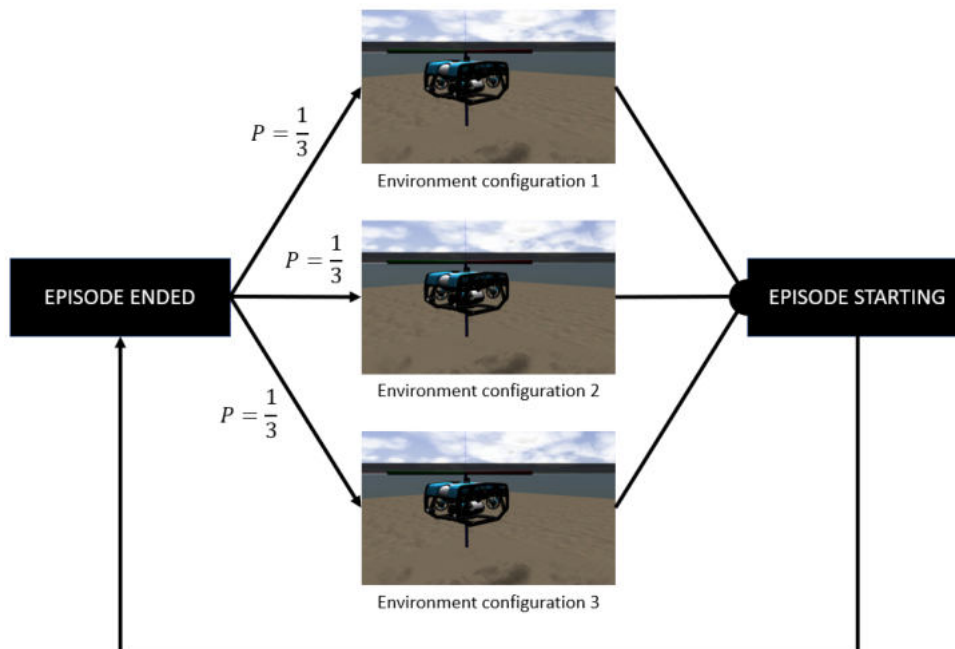 P = 1/3
Environment configuration 1
P = 1/3
EPISODE ENDED
EPISODE STARTING
Environment configuration 2
P = 1/3
Environment configuration 3